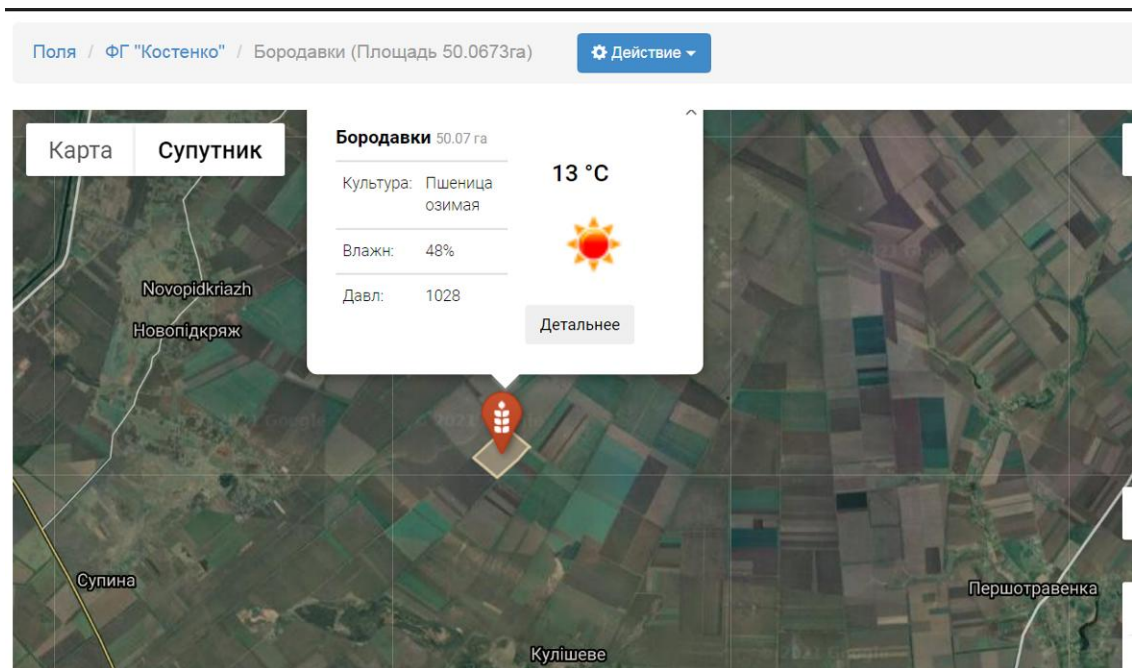 Поля / ФГ "Костенко" / Бородавки (Площадь 50.0673га)
Действие
Карта
Супутник
Бородавки 50.07 га
Культура: Пшеница
озимая
Влажн: 48%
Давл: 1028
13 °C
Детальнее
Novopidkriazh
Новопідкряж
Супина
Першотравенка
Кулішеве